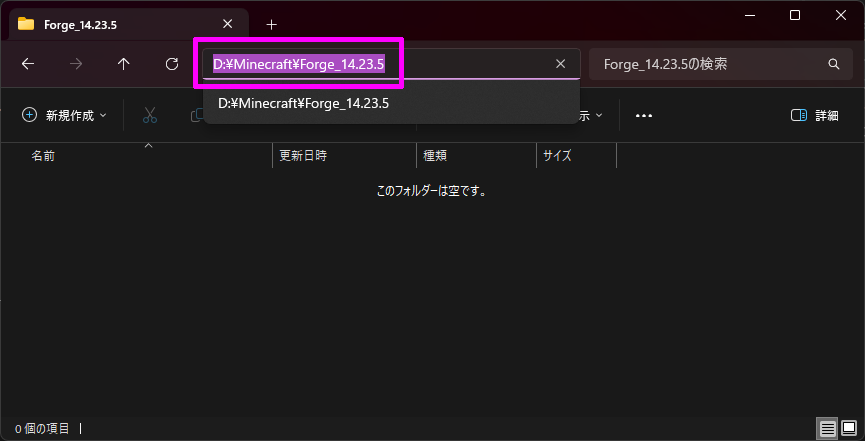 Forge_14.23.5
D:¥Minecraft¥Forge_14.23.5
Forge_14.23.5の検索
D:¥Minecraft¥Forge_14.23.5
新規作成
示
詳細
名前
更新日時
種類
サイズ
このフォルダーは空です。
0 個の項目